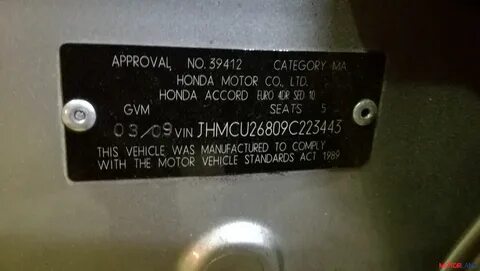 APPROVAL NO. 39412 CATEGORY MA
HONDA MOTOR CO., LTD.
HONDA ACCORD EURO 4DR SED 10
GVM SEATS 5
03/09 VIN JHMCU26809C223443
THIS VEHICLE WAS MANUFACTURED TO COMPLY
WITH THE MOTOR VEHICLE STANDARDS ACT 1989
MOTORLAND